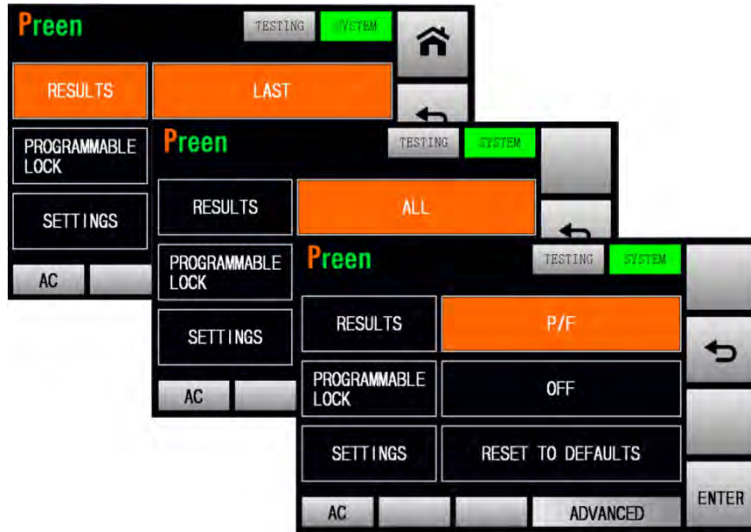 Preen
TESTING
SYSTEM
RESULTS
LAST
PROGRAMMABLE
LOCK
SETTINGS
AC
Preen
TESTING
SYSTEM
RESULTS
ALL
PROGRAMMABLE
LOCK
SETTINGS
AC
Preen
TESTING
SYSTEM
RESULTS
P/F
PROGRAMMABLE
LOCK
OFF
SETTINGS
RESET TO DEFAULTS
AC
ADVANCED
ENTER